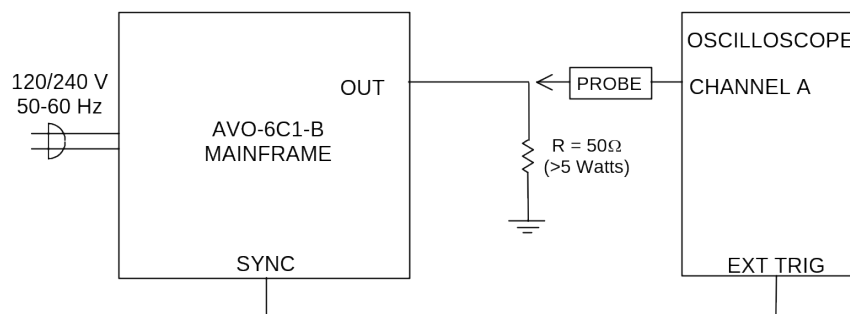 120/240 V
50-60 Hz
AVO-6C1-B
MAINFRAME
OUT
SYNC
PROBE
R = 50Ω
(>5 Watts)
OSCILLOSCOPE
CHANNEL A
EXT TRIG